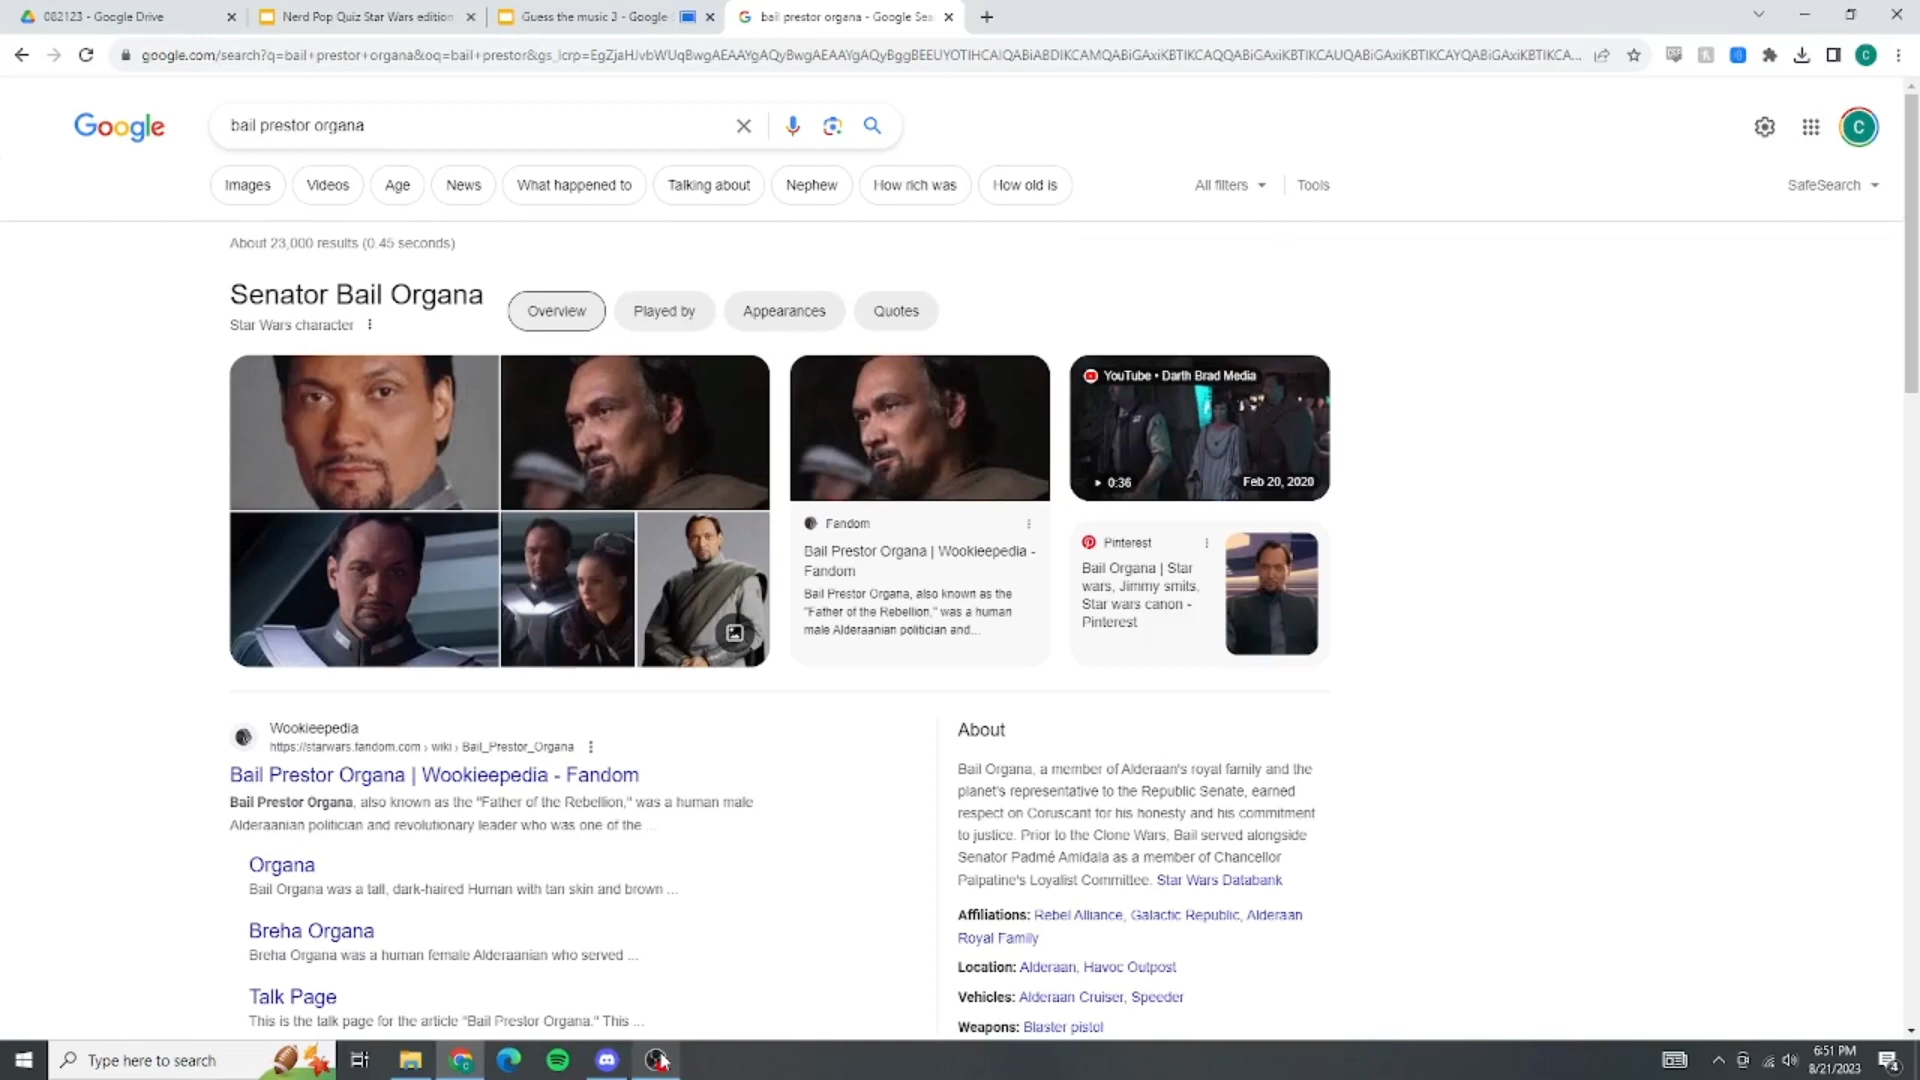 082123 - Google Drive
Nerd Pop Quiz Star Wars edition
Guess the music 3 - Google
bail prestor organa - Google Sea
google.com/search?q=bail+prestor+organa&oq=bail+prestor&gs_lcrp=
Google
bail prestor organa
C
Images
Videos
Age
News
What happened to
Talking about
Nephew
How rich was
How old is
All filters
Tools
SafeSearch
About 23,000 results (0.45 seconds)
Senator Bail Organa
Star Wars character
Overview
Played by
Appearances
Quotes
YouTube • Darth Brad Media
0:36
Feb 20, 2020
Fandom
Bail Prestor Organa | Wookieepedia -
Fandom
Bail Prestor Organa, also known as the
"Father of the Rebellion," was a human
male Alderaanian politician and...
Pinterest
Bail Organa | Star
wars, Jimmy smits,
Star wars canon -
Pinterest
Wookieepedia
https://starwars.fandom.com › wiki › Bail_Prestor_Organa
Bail Prestor Organa | Wookieepedia - Fandom
Bail Prestor Organa, also known as the "Father of the Rebellion," was a human male
Alderaanian politician and revolutionary leader who was one of the ...
Organa
Bail Organa was a tall, dark-haired Human with tan skin and brown ...
Breha Organa
Breha Organa was a human female Alderaanian who served ...
Talk Page
This is the talk page for the article "Bail Prestor Organa." This ...
About
Bail Organa, a member of Alderaan's royal family and the
planet's representative to the Republic Senate, earned
respect on Coruscant for his honesty and his commitment
to justice. Prior to the Clone Wars, Bail served alongside
Senator Padmé Amidala as a member of Chancellor
Palpatine's Loyalist Committee. Star Wars Databank
Affiliations: Rebel Alliance, Galactic Republic, Alderaan
Royal Family
Location: Alderaan, Havoc Outpost
Vehicles: Alderaan Cruiser, Speeder
Weapons: Blaster pistol
Type here to search
6:51 PM
8/21/2023
4